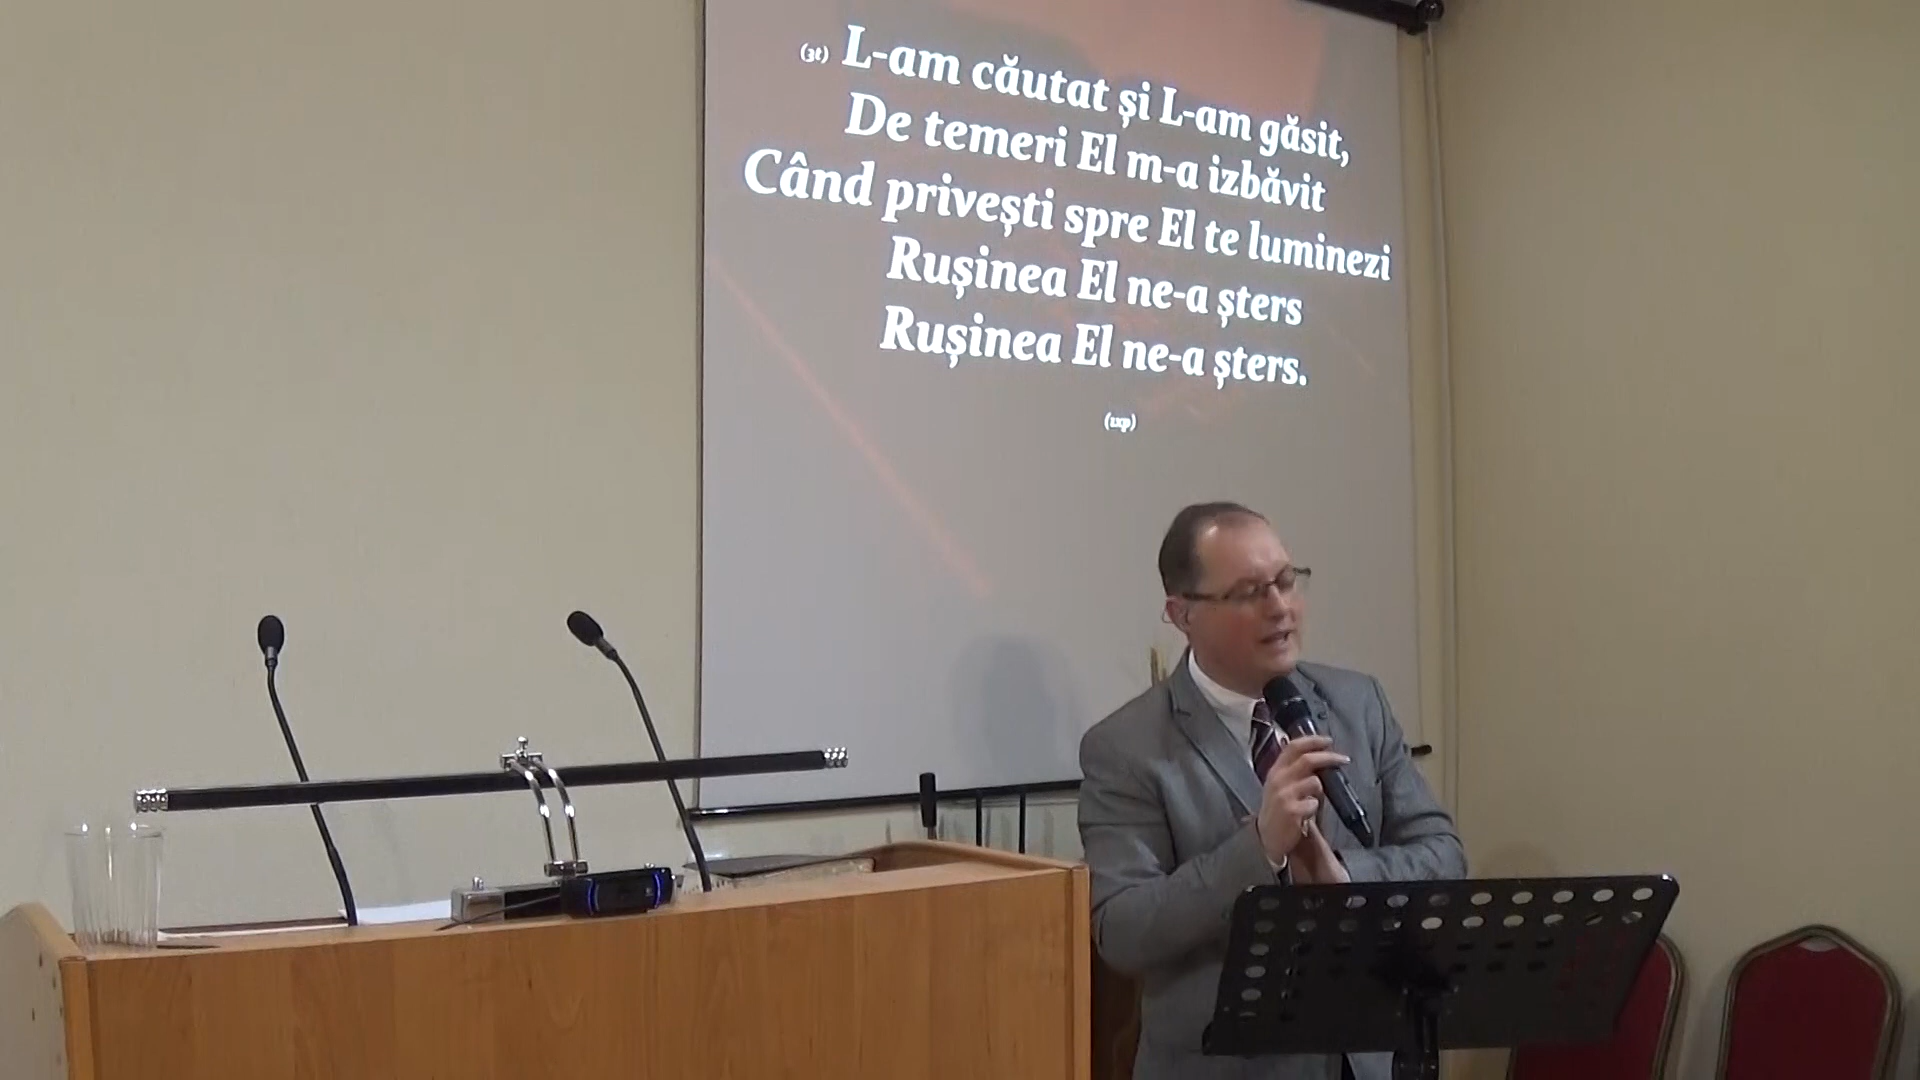 (3t) L-am căutat și L-am găsit,
De temeri El m-a izbăvit
Când privești spre El te luminezi
Rușinea El ne-a șters
Rușinea El ne-a șters.